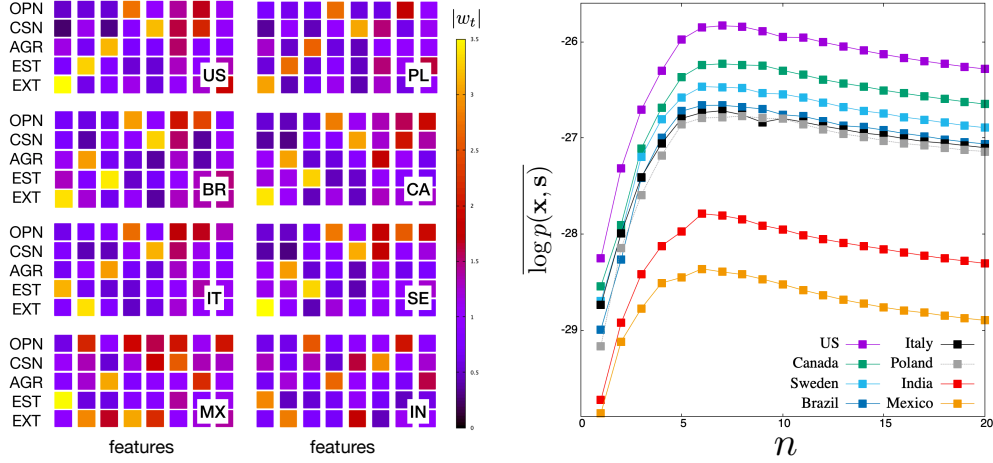 |w_t|
OPN
CSN
AGR
EST
EXT
US
PL
OPN
CSN
AGR
EST
EXT
BR
CA
OPN
CSN
AGR
EST
EXT
IT
SE
OPN
CSN
AGR
EST
EXT
MX
IN
features
features
3.5
3
2.5
2
1.5
1
0.5
0
log p(x, s)
-26
-27
-28
-29
0
5
10
15
20
n
US
Canada
Sweden
Brazil
Italy
Poland
India
Mexico